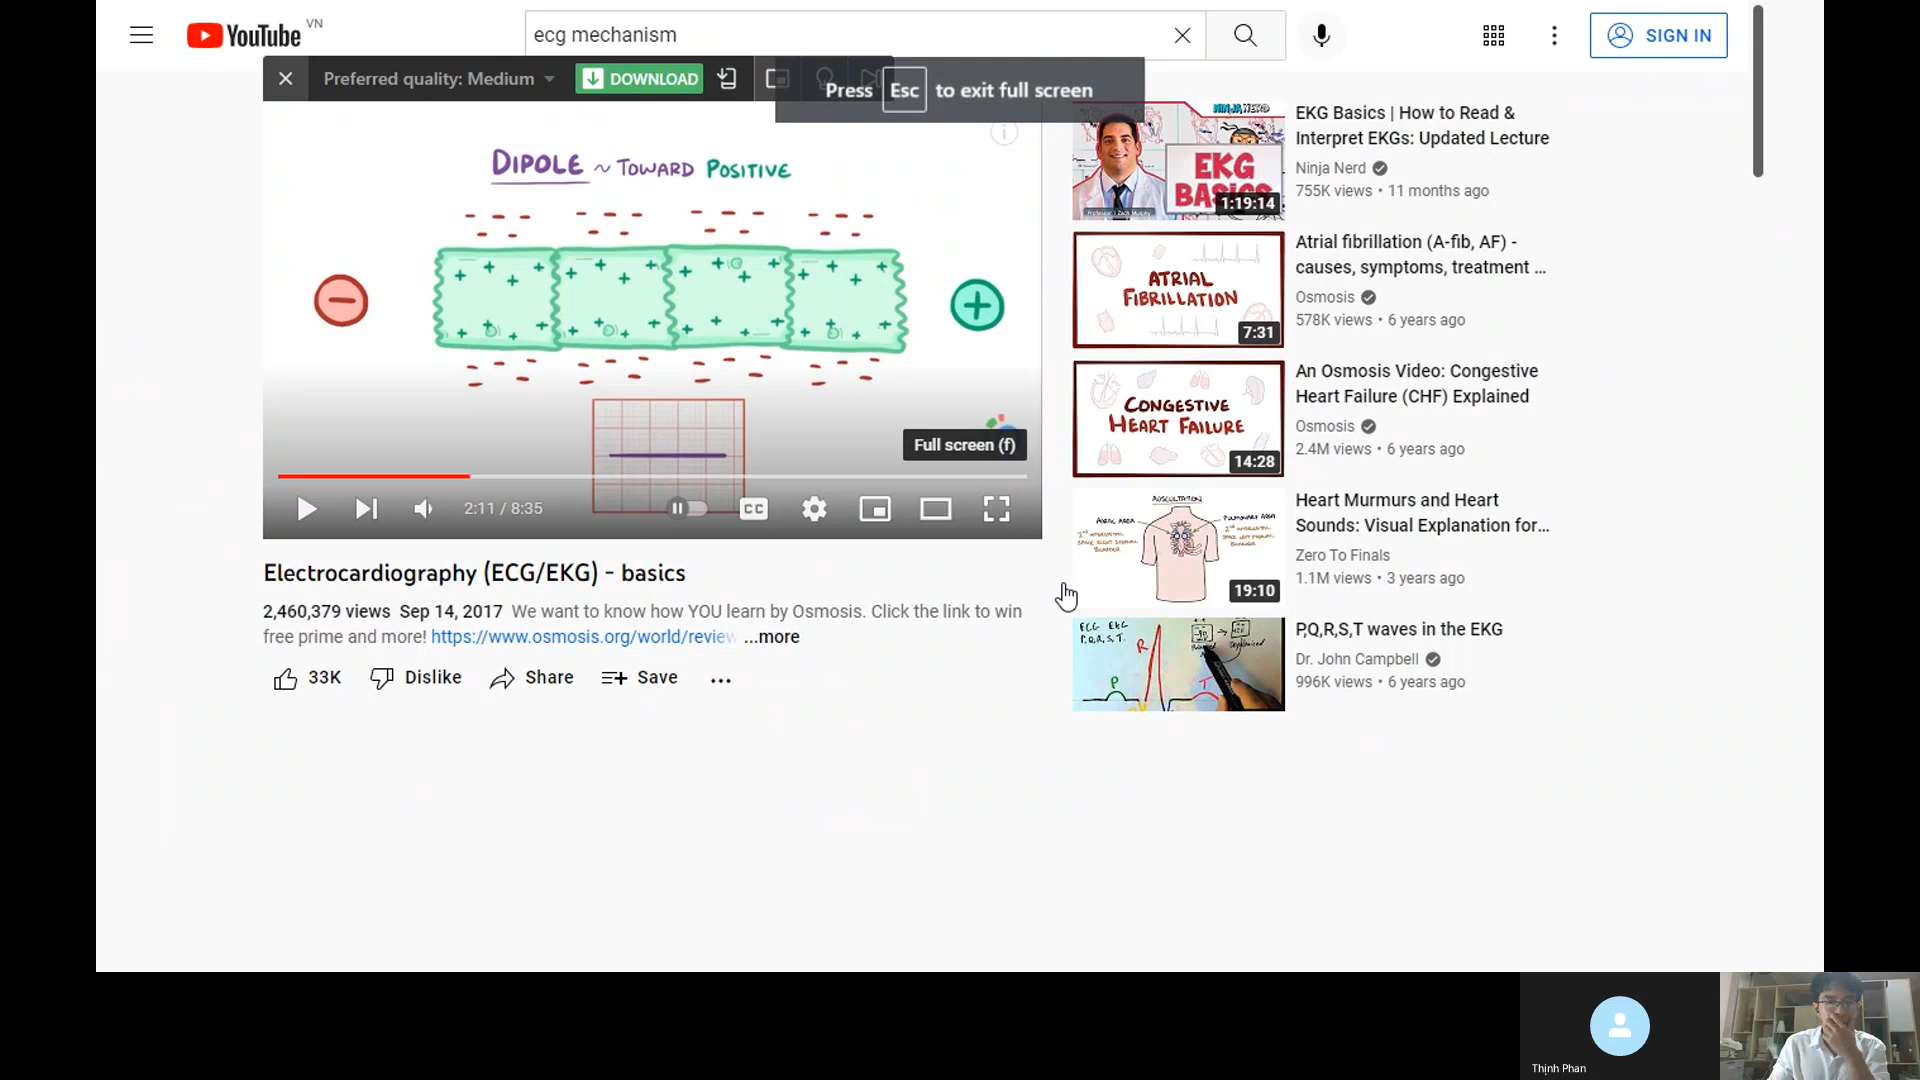 YouTube VN
ecg mechanism
SIGN IN
Preferred quality: Medium
DOWNLOAD
Press Esc to exit full screen
DIPOLE ~ TOWARD POSITIVE
Full screen (f)
2:11 / 8:35
CC
Electrocardiography (ECG/EKG) - basics
2,460,379 views Sep 14, 2017 We want to know how YOU learn by Osmosis. Click the link to win
free prime and more! https://www.osmosis.org/world/review ...more
33K
Dislike
Share
Save
NINJA NERD
EKG
BASICS
1:19:14
EKG Basics | How to Read &
Interpret EKGs: Updated Lecture
Ninja Nerd
755K views • 11 months ago
ATRIAL
FIBRILLATION
7:31
Atrial fibrillation (A-fib, AF) -
causes, symptoms, treatment ...
Osmosis
578K views • 6 years ago
CONGESTIVE
HEART FAILURE
14:28
An Osmosis Video: Congestive
Heart Failure (CHF) Explained
Osmosis
2.4M views • 6 years ago
AUSCULTATION
AORTIC AREA
PULMONARY AREA
19:10
Heart Murmurs and Heart
Sounds: Visual Explanation for...
Zero To Finals
1.1M views • 3 years ago
ECG EKG
P.Q.R.S.T.
R
P
T
P,Q,R,S,T waves in the EKG
Dr. John Campbell
996K views • 6 years ago
Thịnh Phan